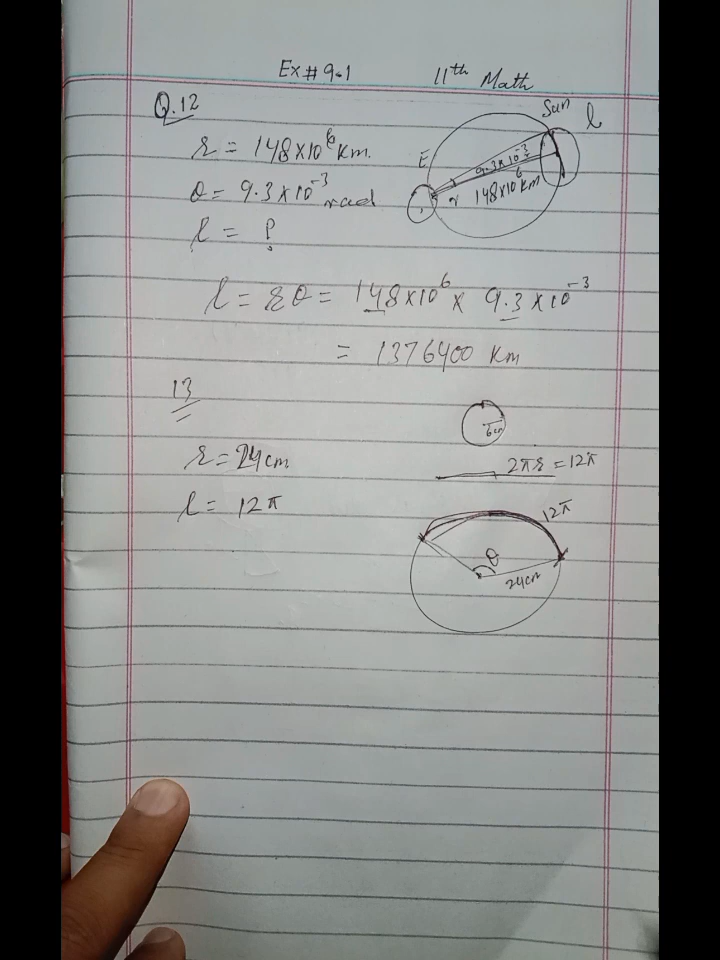 Ex # 9.1 11th Math
Q.12
r = 148×10⁶ km.
θ = 9.3×10⁻³ rad
l = ?
Sun l
E
9.3×10⁻³
r 148×10⁶ km
l = rθ = 148×10⁶ × 9.3×10⁻³
= 1376400 km
13
r = 24cm
l = 12π
6cm
2πr = 12π
12π
θ
24cm